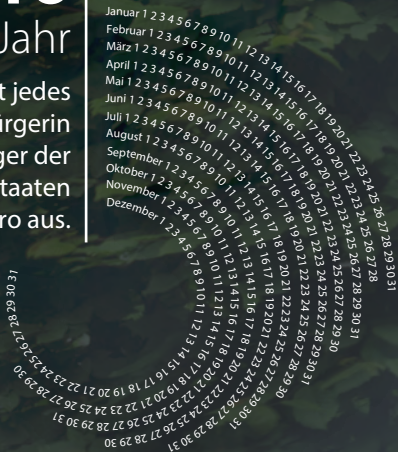 Jahr
t jedes
ürgerin
ger der
taaten
ro aus.
Januar 1 2 3 4 5 6 7 8 9 10 11 12 13 14 15 16 17 18 19 20 21 22 23 24 25 26 27 28 29 30 31
Februar 1 2 3 4 5 6 7 8 9 10 11 12 13 14 15 16 17 18 19 20 21 22 23 24 25 26 27 28
März 1 2 3 4 5 6 7 8 9 10 11 12 13 14 15 16 17 18 19 20 21 22 23 24 25 26 27 28 29 30 31
April 1 2 3 4 5 6 7 8 9 10 11 12 13 14 15 16 17 18 19 20 21 22 23 24 25 26 27 28 29 30
Mai 1 2 3 4 5 6 7 8 9 10 11 12 13 14 15 16 17 18 19 20 21 22 23 24 25 26 27 28 29 30 31
Juni 1 2 3 4 5 6 7 8 9 10 11 12 13 14 15 16 17 18 19 20 21 22 23 24 25 26 27 28 29 30
Juli 1 2 3 4 5 6 7 8 9 10 11 12 13 14 15 16 17 18 19 20 21 22 23 24 25 26 27 28 29 30 31
August 1 2 3 4 5 6 7 8 9 10 11 12 13 14 15 16 17 18 19 20 21 22 23 24 25 26 27 28 29 30 31
September 1 2 3 4 5 6 7 8 9 10 11 12 13 14 15 16 17 18 19 20 21 22 23 24 25 26 27 28 29 30
Oktober 1 2 3 4 5 6 7 8 9 10 11 12 13 14 15 16 17 18 19 20 21 22 23 24 25 26 27 28 29 30 31
November 1 2 3 4 5 6 7 8 9 10 11 12 13 14 15 16 17 18 19 20 21 22 23 24 25 26 27 28 29 30
Dezember 1 2 3 4 5 6 7 8 9 10 11 12 13 14 15 16 17 18 19 20 21 22 23 24 25 26 27 28 29 30 31